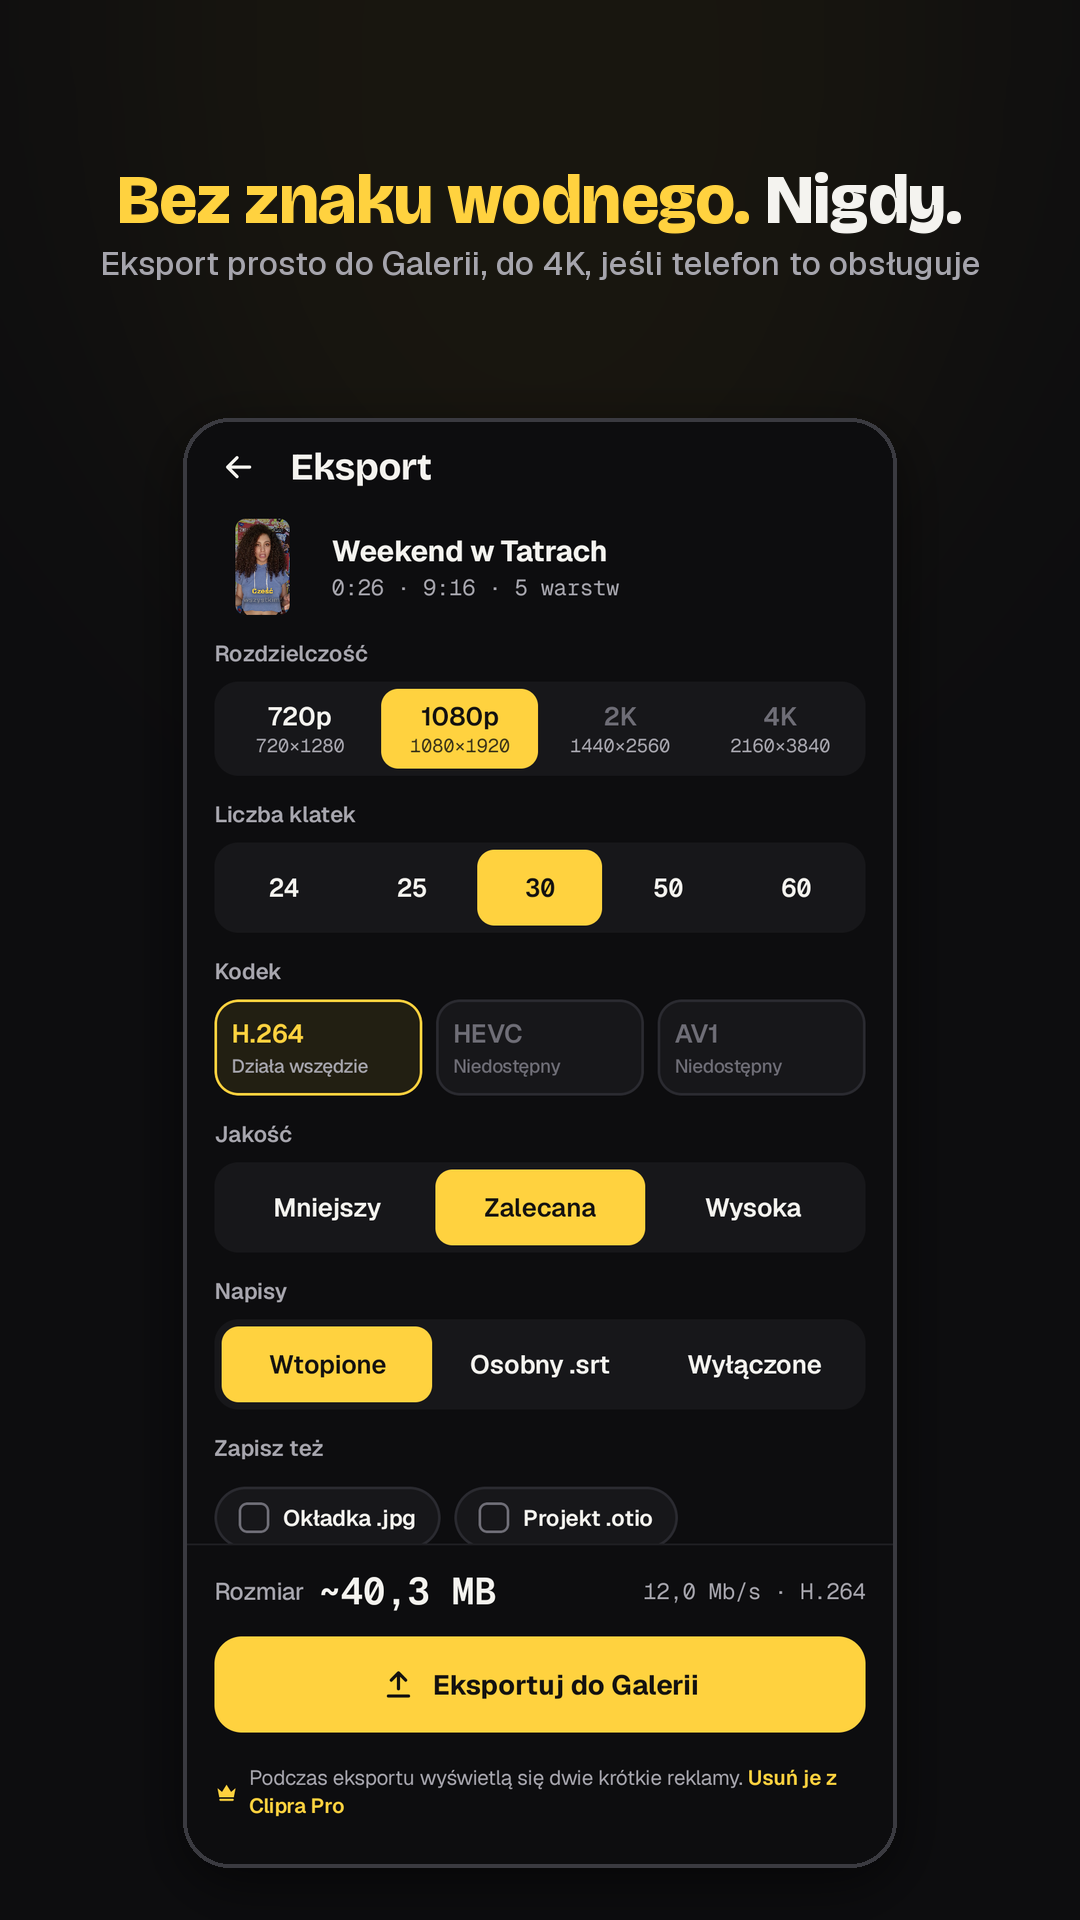 Bez znaku wodnego. Nigdy.
Eksport prosto do Galerii, do 4K, jeśli telefon to obsługuje
Eksport
Cześć
Weekend w Tatrach
0:26 · 9:16 · 5 warstw
Rozdzielczość
720p 1080p 2K 4K
720×1280 1080×1920 1440×2560 2160×3840
Liczba klatek
24 25 30 50 60
Kodek
H.264 HEVC AV1
Działa wszędzie Niedostępny Niedostępny
Jakość
Mniejszy Zalecana Wysoka
Napisy
Wtopione Osobny .srt Wyłączone
Zapisz też
Okładka .jpg Projekt .otio
Rozmiar ~40,3 MB 12,0 Mb/s · H.264
Eksportuj do Galerii
Podczas eksportu wyświetlą się dwie krótkie reklamy. Usuń je z
Clipra Pro